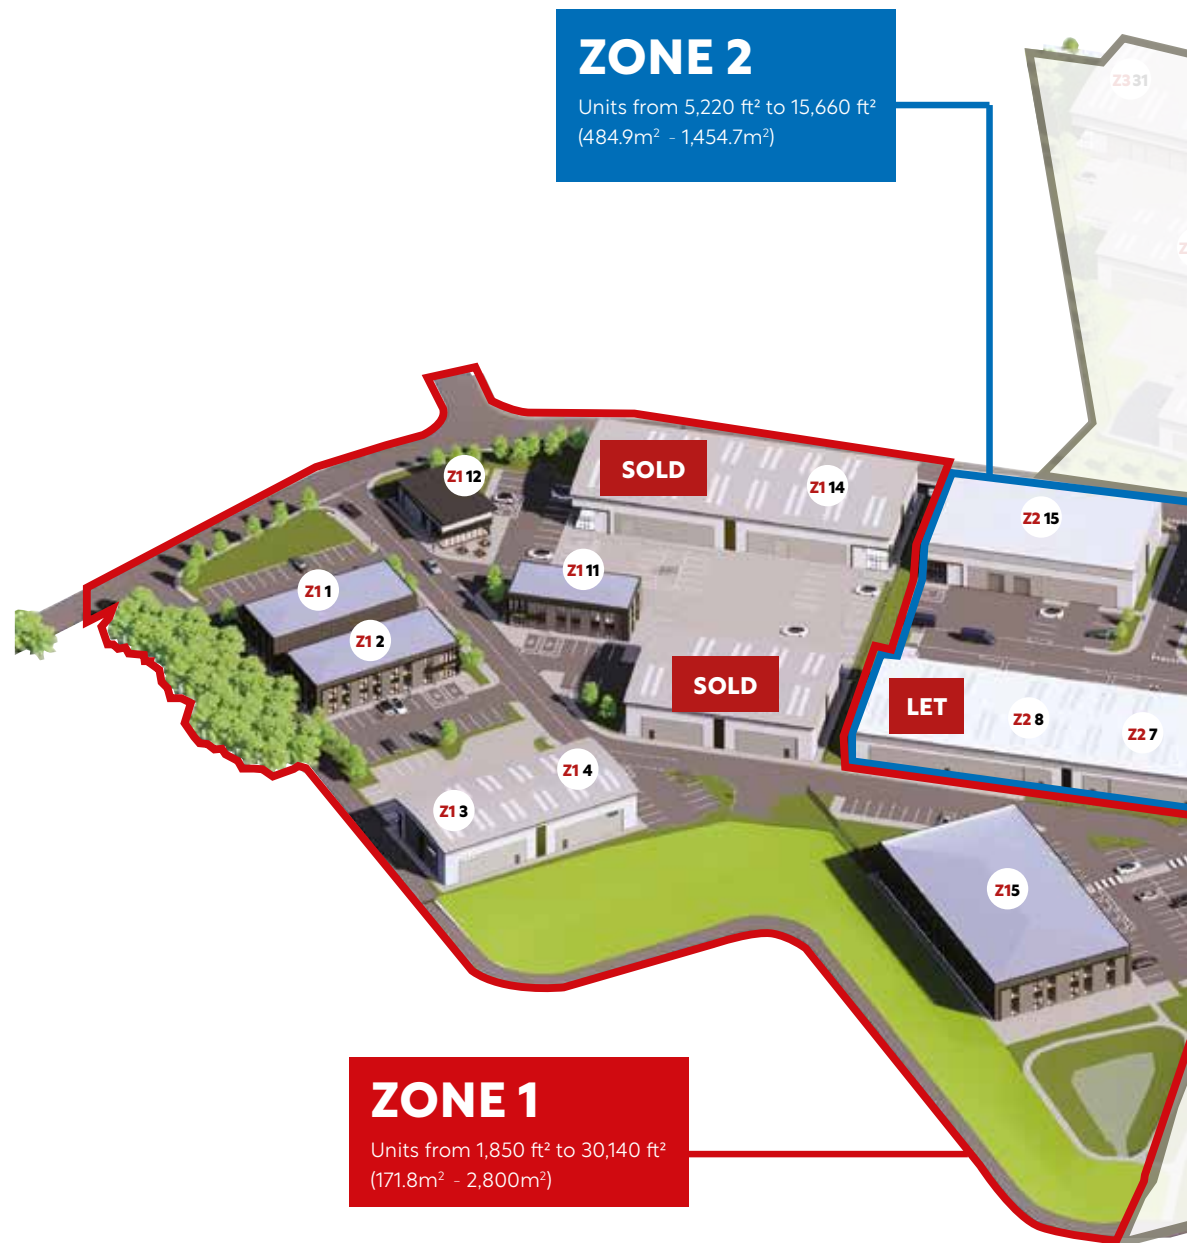 ZONE 2
Units from 5,220 ft² to 15,660 ft²
(484.9m² - 1,454.7m²)
Z3 31
Z1 12
SOLD
Z1 14
Z2 15
Z1 11
Z1 1
Z1 2
SOLD
LET
Z2 8
Z2 7
Z1 4
Z1 3
Z15
ZONE 1
Units from 1,850 ft² to 30,140 ft²
(171.8m² - 2,800m²)